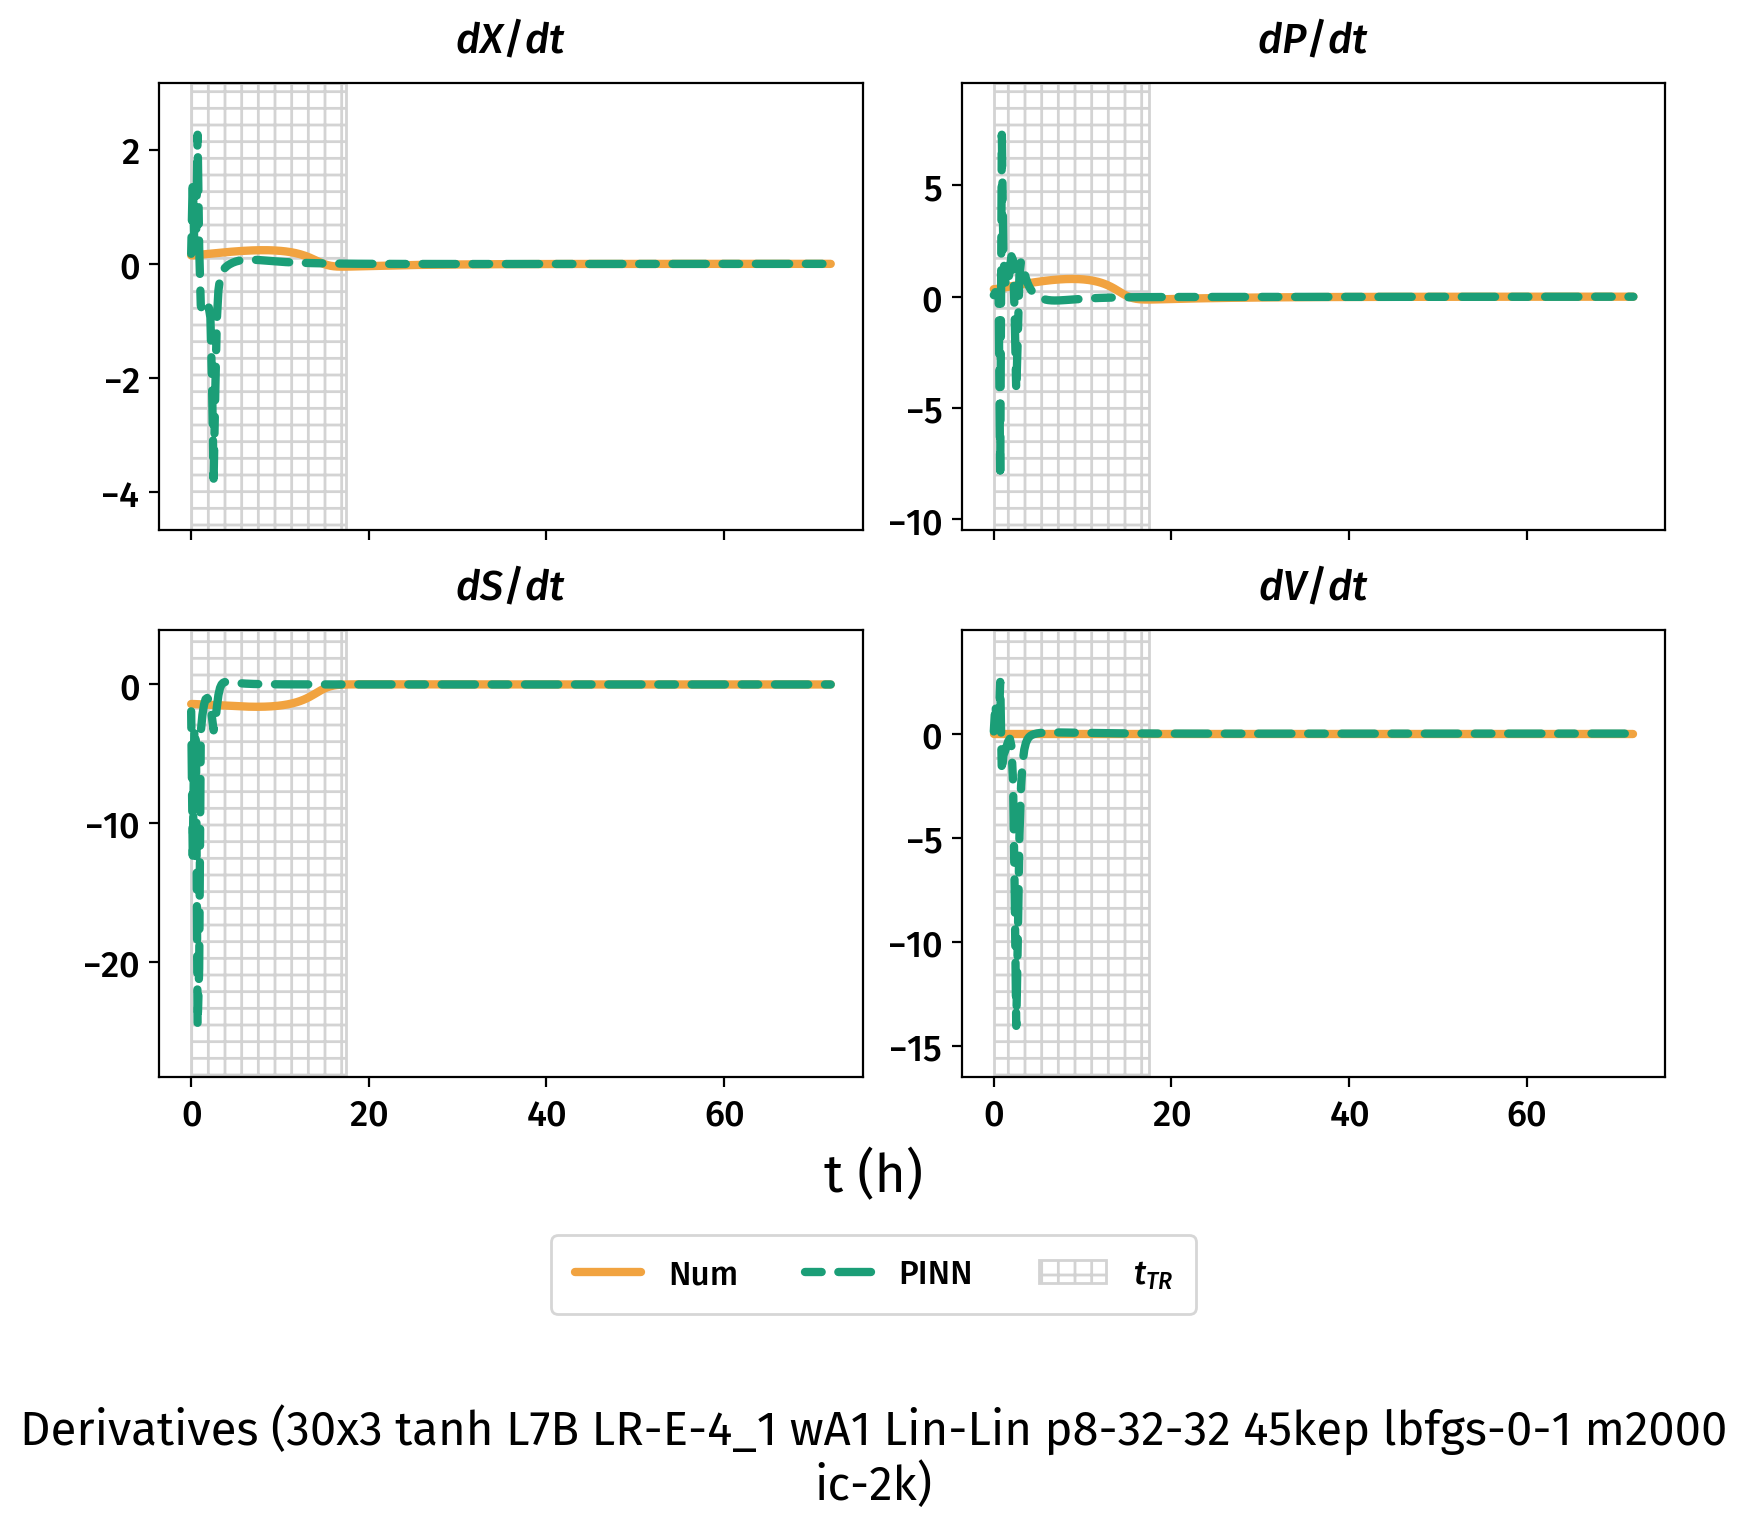 dX/dt
dP/dt
2
0
−2
−4
5
0
−5
−10
dS/dt
dV/dt
0
−10
−20
0
−5
−10
−15
0 20 40 60
0 20 40 60
t (h)
Num PINN t_TR
Derivatives (30x3 tanh L7B LR-E-4_1 wA1 Lin-Lin p8-32-32 45kep lbfgs-0-1 m2000
ic-2k)